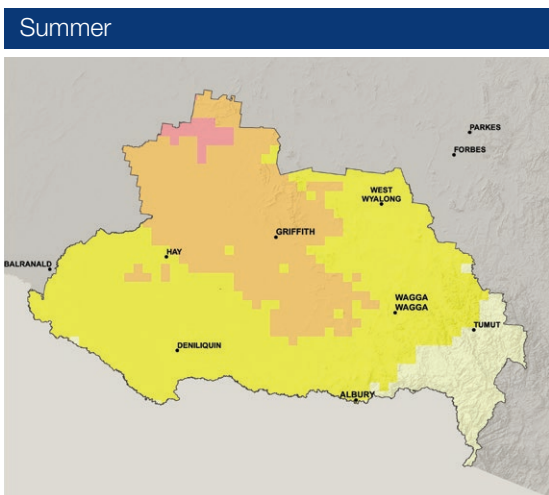 Summer
PARKES
FORBES
WEST
WYALONG
GRIFFITH
HAY
BALRANALD
WAGGA
WAGGA
TUMUT
DENILIQUIN
ALBURY